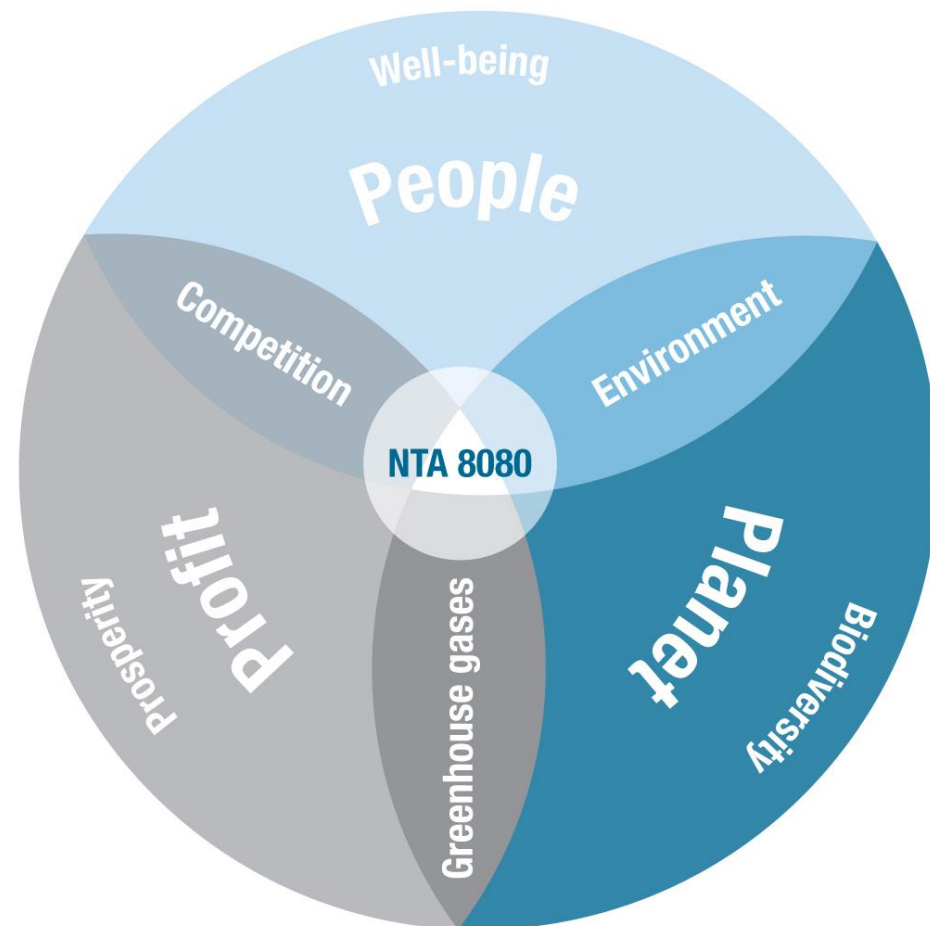 Well-being
People
Competition
Environment
NTA 8080
Profit
Prosperity
Planet
Biodiversity
Greenhouse gases